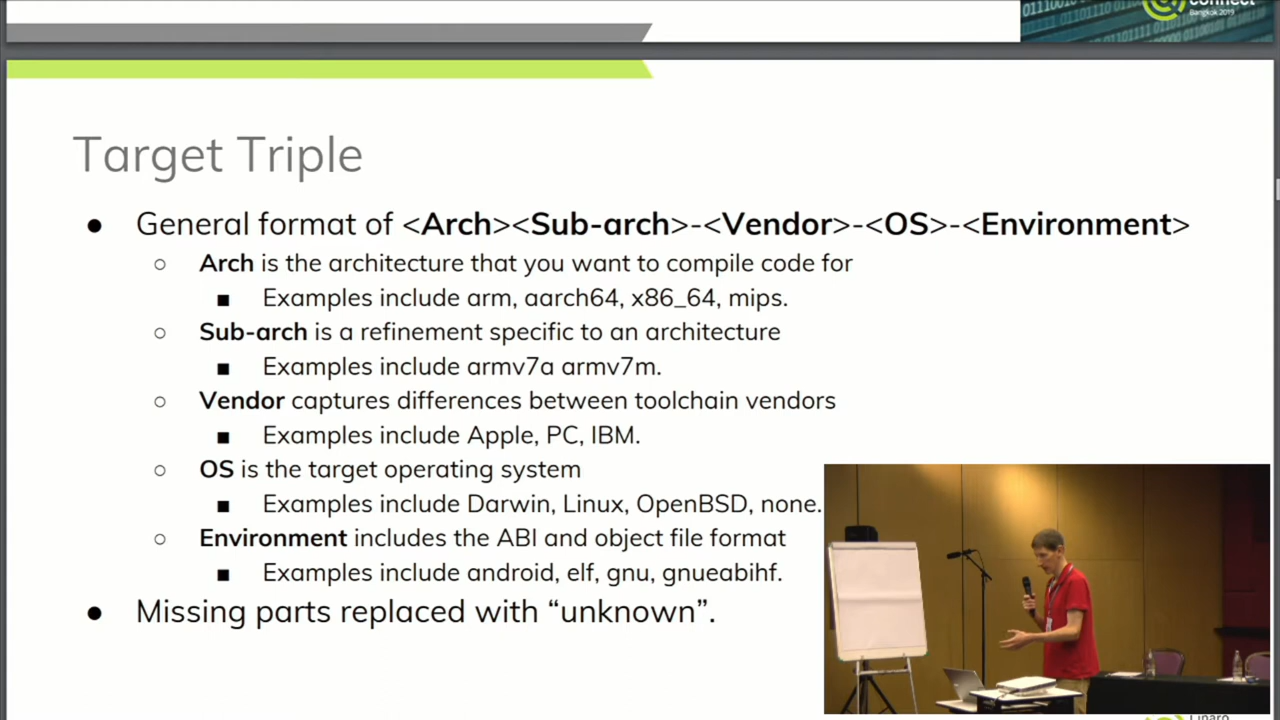 connect
Bangkok 2019
Target Triple
● General format of <Arch><Sub-arch>-<Vendor>-<OS>-<Environment>
○ Arch is the architecture that you want to compile code for
■ Examples include arm, aarch64, x86_64, mips.
○ Sub-arch is a refinement specific to an architecture
■ Examples include armv7a armv7m.
○ Vendor captures differences between toolchain vendors
■ Examples include Apple, PC, IBM.
○ OS is the target operating system
■ Examples include Darwin, Linux, OpenBSD, none.
○ Environment includes the ABI and object file format
■ Examples include android, elf, gnu, gnueabihf.
● Missing parts replaced with “unknown”.
Linaro